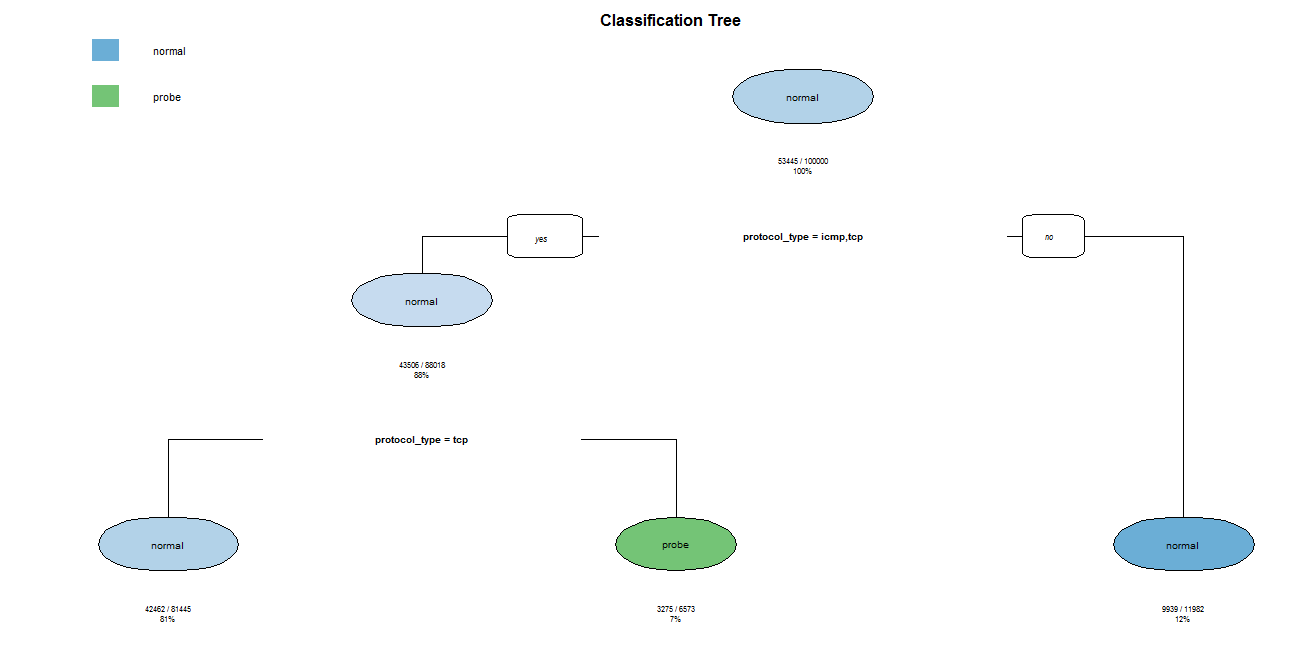 Classification Tree
normal
probe
normal
53445 / 100000
100%
yes
protocol_type = icmp,tcp
no
normal
43506 / 88018
88%
protocol_type = tcp
normal
probe
normal
42462 / 81445
81%
3275 / 6573
7%
9939 / 11982
12%